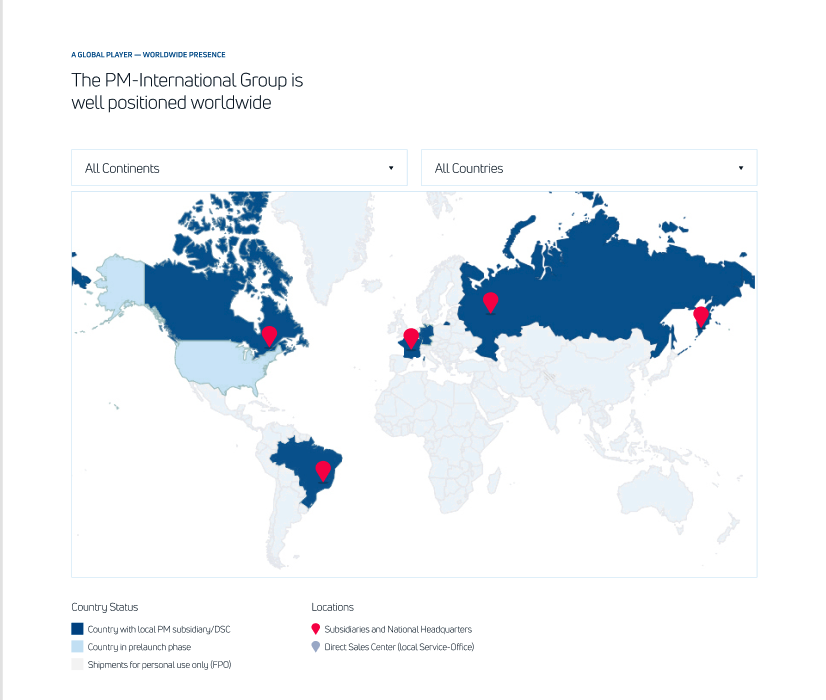 A GLOBAL PLAYER — WORLDWIDE PRESENCE
The PM-International Group is
well positioned worldwide
All Continents
All Countries
Country Status
Locations
Country with local PM subsidiary/DSC
Subsidiaries and National Headquarters
Country in prelaunch phase
Direct Sales Center (local Service-Office)
Shipments for personal use only (FPO)